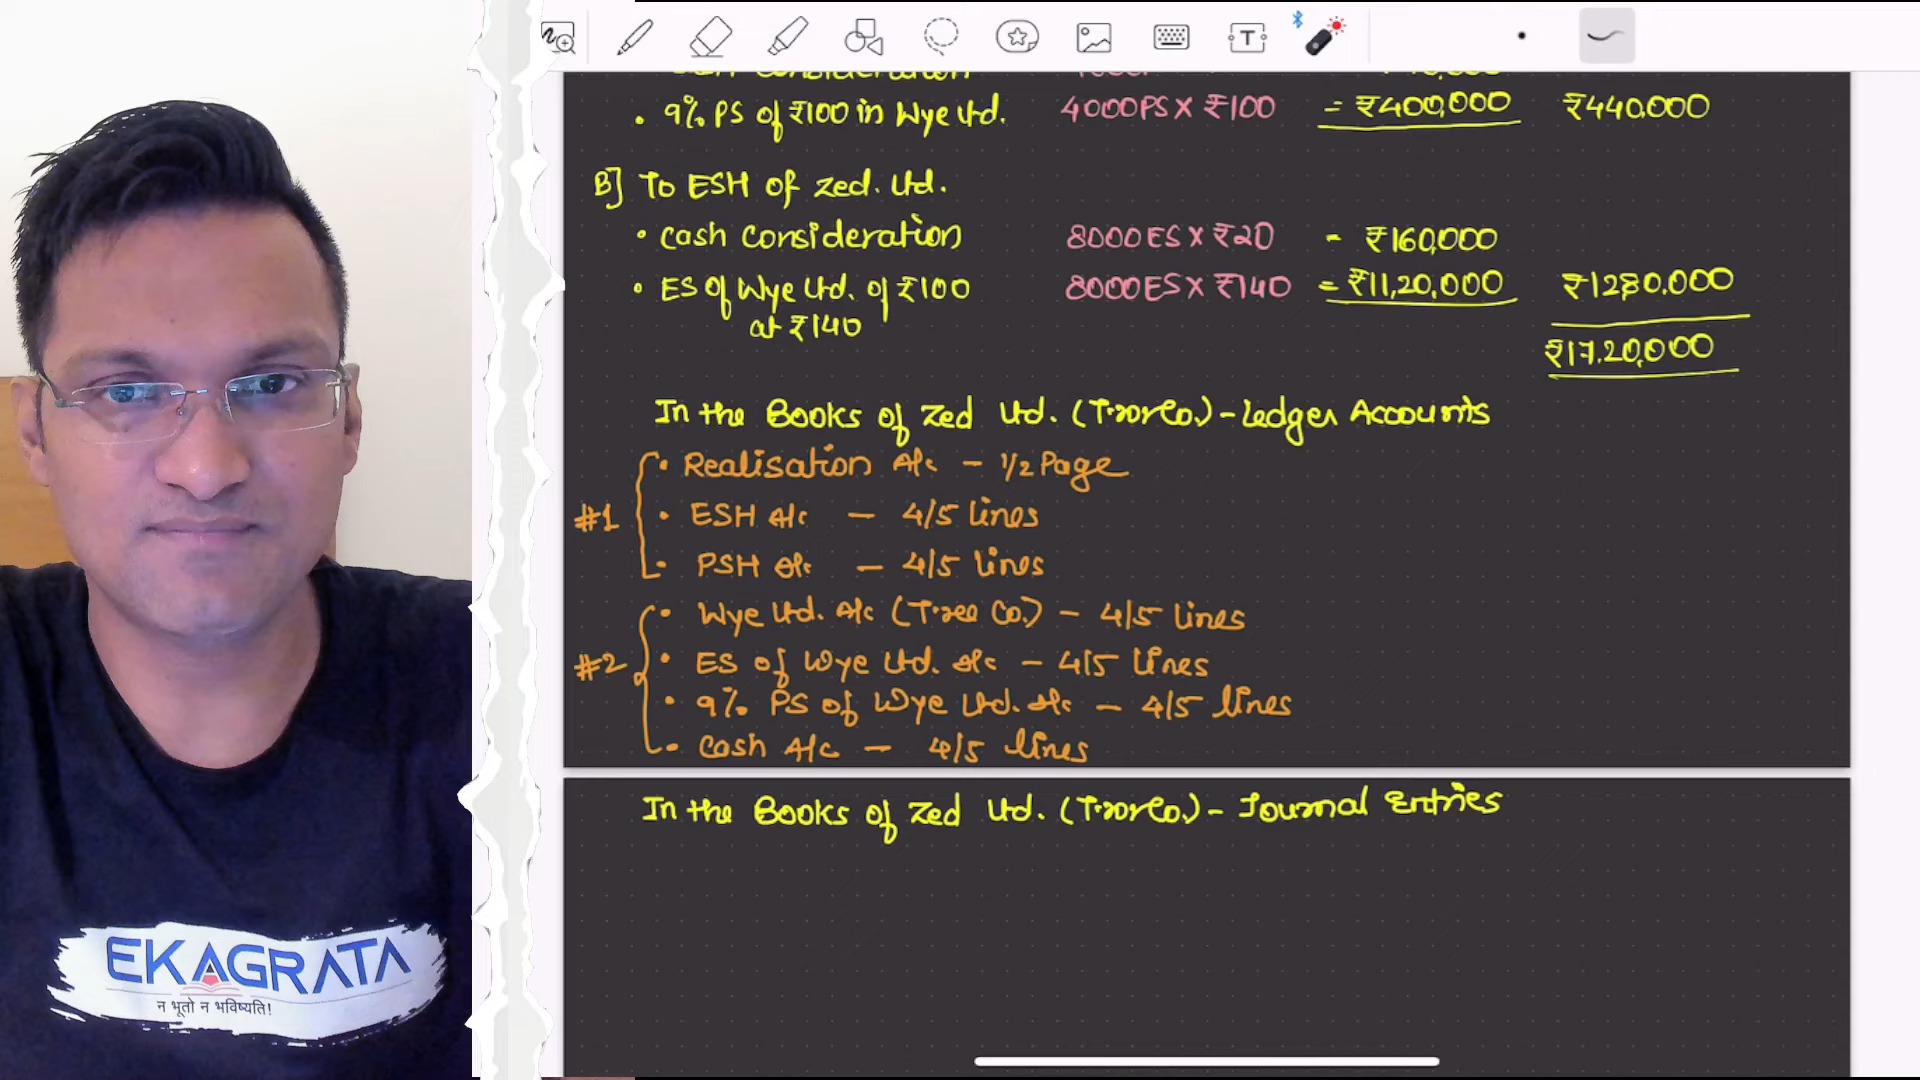 • 9% PS of ₹100 in Wye Ltd. 4000PS X ₹100 = ₹400,000 ₹440,000
B] To ESH of Zed. Ltd.
• Cash Consideration 8000ES X ₹20 - ₹160,000
• ES of Wye Ltd. of ₹100 8000ES X ₹140 = ₹11,20,000 ₹1280,000
at ₹140
₹17,20,000
In the Books of Zed Ltd. (T·ror Co.) - Ledger Accounts
• Realisation A/c - 1/2 Page
#1 • ESH A/c - 4/5 lines
• PSH A/c - 4/5 lines
• Wye Ltd. A/c (T·ree Co.) - 4/5 lines
#2 • ES of Wye Ltd. A/c - 4/5 lines
• 9% PS of Wye Ltd. A/c - 4/5 lines
• Cash A/c - 4/5 lines
In the Books of Zed Ltd. (T·ror Co.) - Journal Entries
EKAGRATA
न भूतो न भविष्यति!